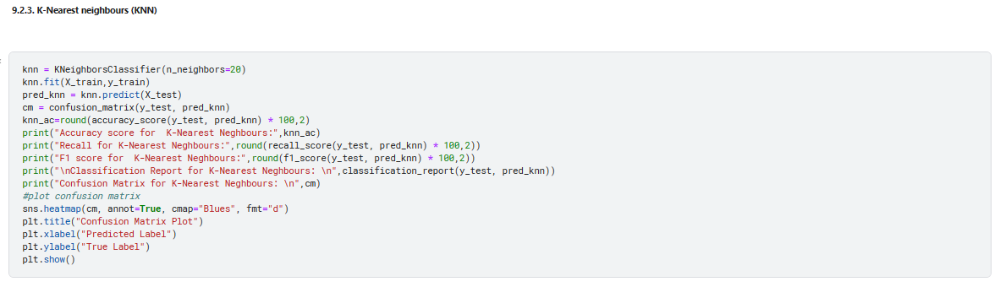 9.2.3. K-Nearest neighbours (KNN)
knn = KNeighborsClassifier(n_neighbors=20)
knn.fit(X_train,y_train)
pred_knn = knn.predict(X_test)
cm = confusion_matrix(y_test, pred_knn)
knn_ac=round(accuracy_score(y_test, pred_knn) * 100,2)
print("Accuracy score for  K-Nearest Neghbours:",knn_ac)
print("Recall for K-Nearest Neghbours:",round(recall_score(y_test, pred_knn) * 100,2))
print("F1 score for  K-Nearest Neghbours:",round(f1_score(y_test, pred_knn) * 100,2))
print("\nClassification Report for K-Nearest Neghbours: \n",classification_report(y_test, pred_knn))
print("Confusion Matrix for K-Nearest Neghbours: \n",cm)
#plot confusion matrix
sns.heatmap(cm, annot=True, cmap="Blues", fmt="d")
plt.title("Confusion Matrix Plot")
plt.xlabel("Predicted Label")
plt.ylabel("True Label")
plt.show()